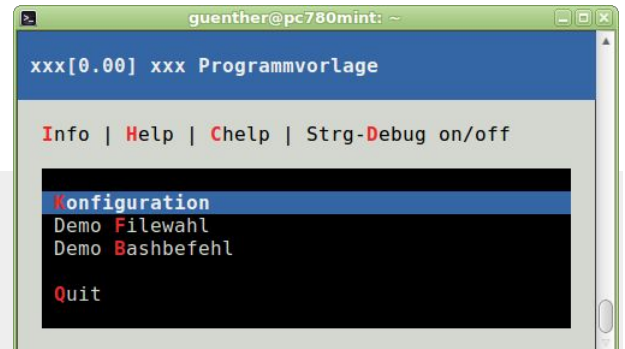 guenther@pc780mint: ~
xxx[0.00] xxx Programmvorlage
Info | Help | Chelp | Strg-Debug on/off
Konfiguration
Demo Filewahl
Demo Bashbefehl
Quit